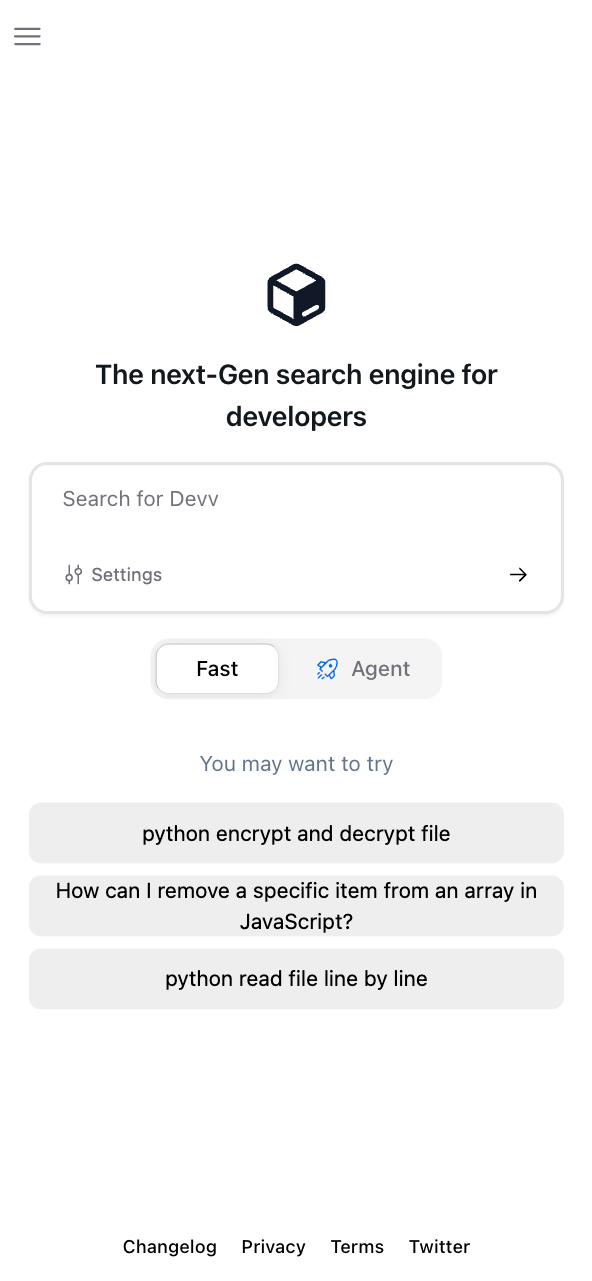 The next-Gen search engine for
developers
Search for Devv
Settings
Fast
Agent
You may want to try
python encrypt and decrypt file
How can I remove a specific item from an array in
JavaScript?
python read file line by line
Changelog Privacy Terms Twitter